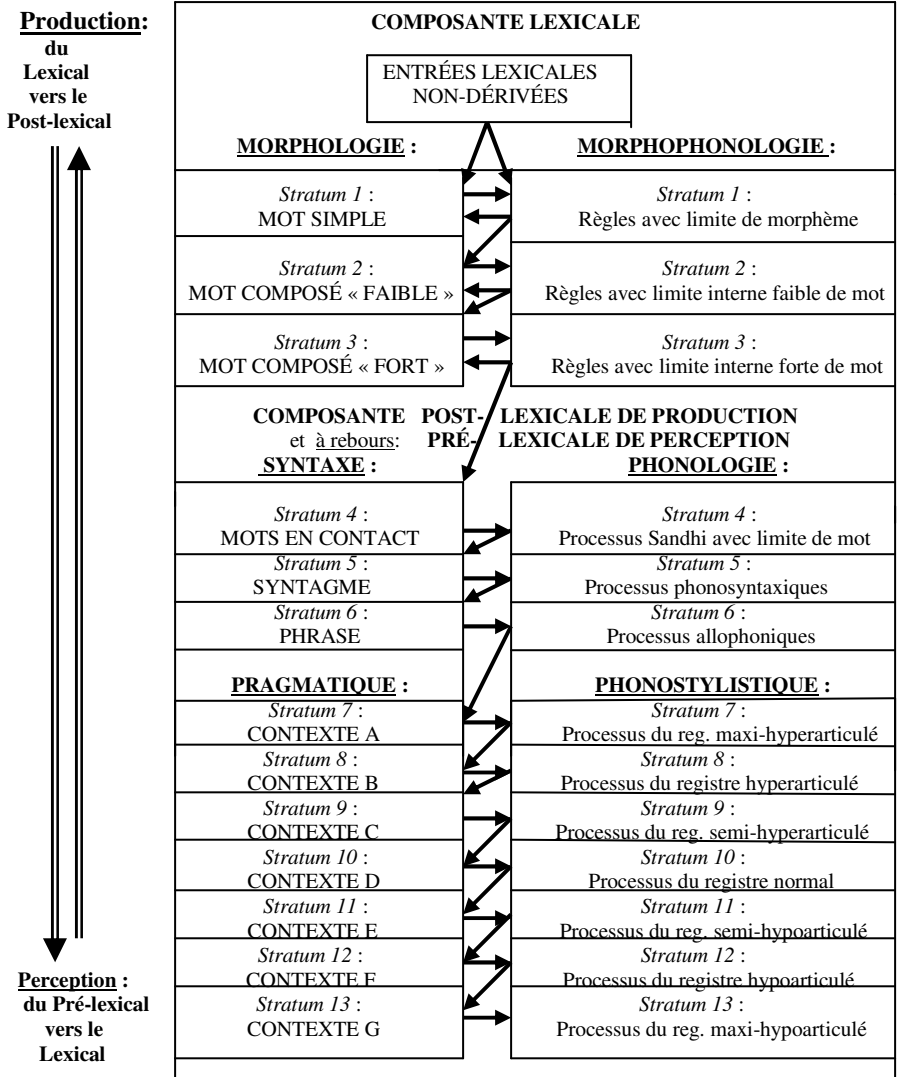 Production:
du
Lexical
vers le
Post-lexical
COMPOSANTE LEXICALE
ENTRÉES LEXICALES
NON-DÉRIVÉES
MORPHOLOGIE : MORPHOPHONOLOGIE :
Stratum 1 : Stratum 1 :
MOT SIMPLE Règles avec limite de morphème
Stratum 2 : Stratum 2 :
MOT COMPOSÉ « FAIBLE » Règles avec limite interne faible de mot
Stratum 3 : Stratum 3 :
MOT COMPOSÉ « FORT » Règles avec limite interne forte de mot
COMPOSANTE POST- LEXICALE DE PRODUCTION
et à rebours: PRÉ- LEXICALE DE PERCEPTION
SYNTAXE : PHONOLOGIE :
Stratum 4 : Stratum 4 :
MOTS EN CONTACT Processus Sandhi avec limite de mot
Stratum 5 : Stratum 5 :
SYNTAGME Processus phonosyntaxiques
Stratum 6 : Stratum 6 :
PHRASE Processus allophoniques
PRAGMATIQUE : PHONOSTYLISTIQUE :
Stratum 7 : Stratum 7 :
CONTEXTE A Processus du reg. maxi-hyperarticulé
Stratum 8 : Stratum 8 :
CONTEXTE B Processus du registre hyperarticulé
Stratum 9 : Stratum 9 :
CONTEXTE C Processus du reg. semi-hyperarticulé
Stratum 10 : Stratum 10 :
CONTEXTE D Processus du registre normal
Stratum 11 : Stratum 11 :
CONTEXTE E Processus du reg. semi-hypoarticulé
Stratum 12 : Stratum 12 :
CONTEXTE F Processus du registre hypoarticulé
Stratum 13 : Stratum 13 :
CONTEXTE G Processus du reg. maxi-hypoarticulé
Perception :
du Pré-lexical
vers le
Lexical